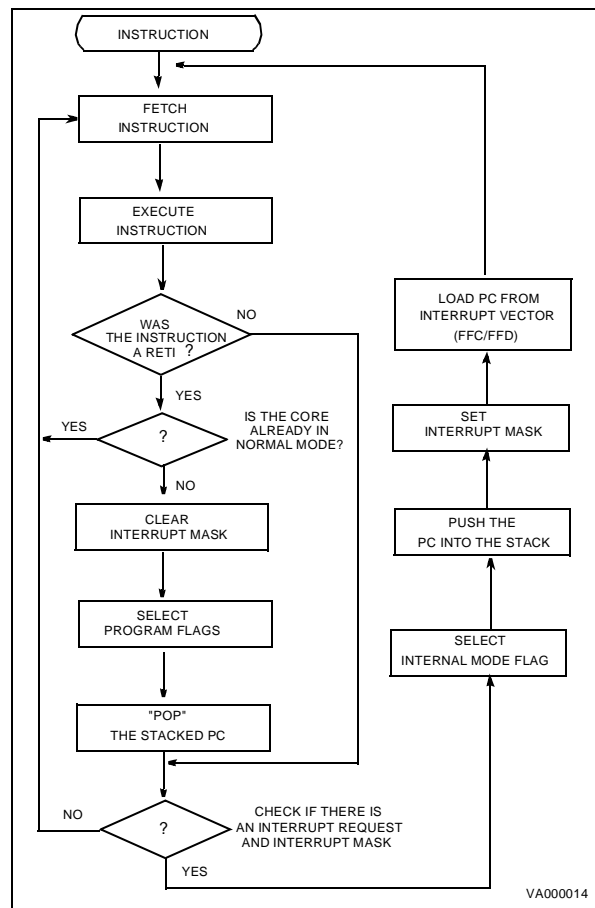 INSTRUCTION
FETCH
INSTRUCTION
EXECUTE
INSTRUCTION
WAS
THE INSTRUCTION
A RETI ?
NO
YES
?
IS THE CORE
ALREADY IN
NORMAL MODE?
YES
NO
CLEAR
INTERRUPT MASK
SELECT
PROGRAM FLAGS
"POP"
THE STACKED PC
?
NO
CHECK IF THERE IS
AN INTERRUPT REQUEST
AND INTERRUPT MASK
YES
SELECT
INTERNAL MODE FLAG
PUSH THE
PC INTO THE STACK
SET
INTERRUPT MASK
LOAD PC FROM
INTERRUPT VECTOR
(FFC/FFD)
VA000014